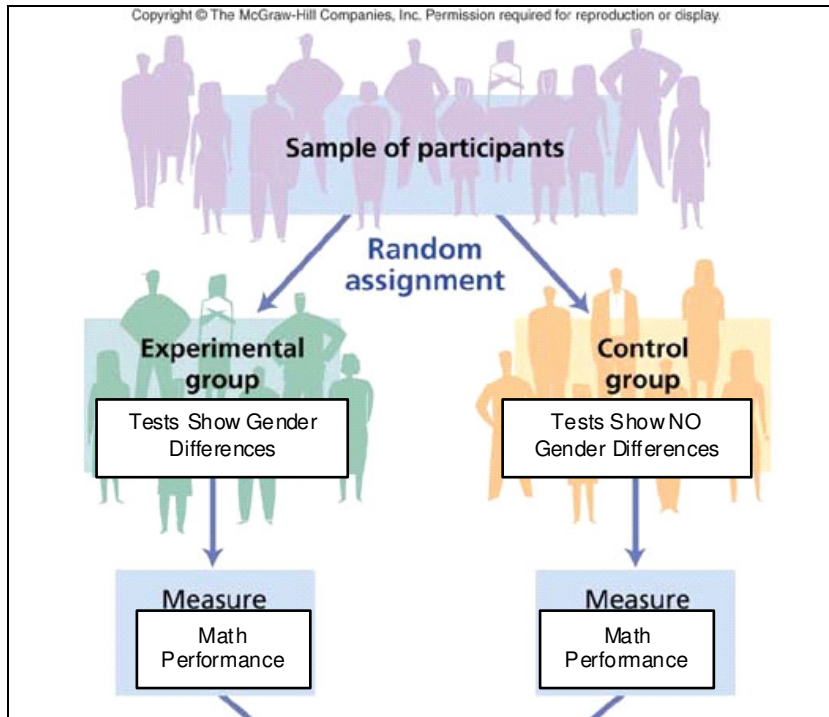 Copyright © The McGraw-Hill Companies, Inc. Permission required for reproduction or display.
Sample of participants
Random
assignment
Experimental
group
Tests Show Gender
Differences
Control
group
Tests Show NO
Gender Differences
Measure
Math
Performance
Measure
Math
Performance